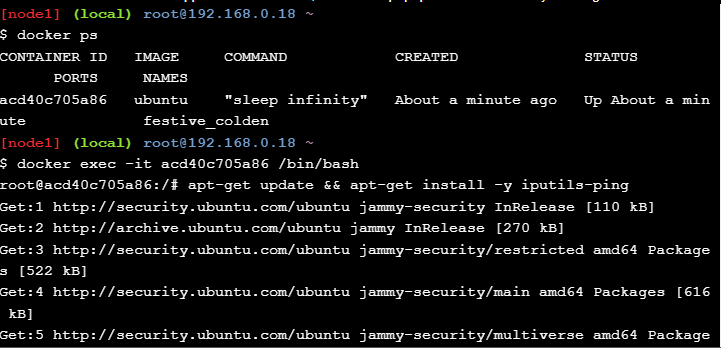 [node1] (local) root@192.168.0.18 ~
$ docker ps
CONTAINER ID   IMAGE     COMMAND            CREATED              STATUS
       PORTS     NAMES
acd40c705a86   ubuntu    "sleep infinity"   About a minute ago   Up About a min
ute              festive_colden
[node1] (local) root@192.168.0.18 ~
$ docker exec -it acd40c705a86 /bin/bash
root@acd40c705a86:/# apt-get update && apt-get install -y iputils-ping
Get:1 http://security.ubuntu.com/ubuntu jammy-security InRelease [110 kB]
Get:2 http://archive.ubuntu.com/ubuntu jammy InRelease [270 kB]
Get:3 http://security.ubuntu.com/ubuntu jammy-security/restricted amd64 Package
s [522 kB]
Get:4 http://security.ubuntu.com/ubuntu jammy-security/main amd64 Packages [616
 kB]
Get:5 http://security.ubuntu.com/ubuntu jammy-security/multiverse amd64 Package